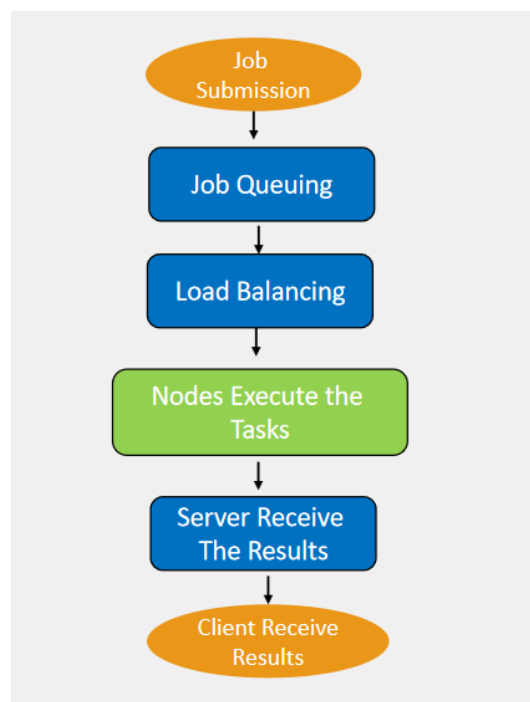 Job
Submission
Job Queuing
Load Balancing
Nodes Execute the
Tasks
Server Receive
The Results
Client Receive
Results